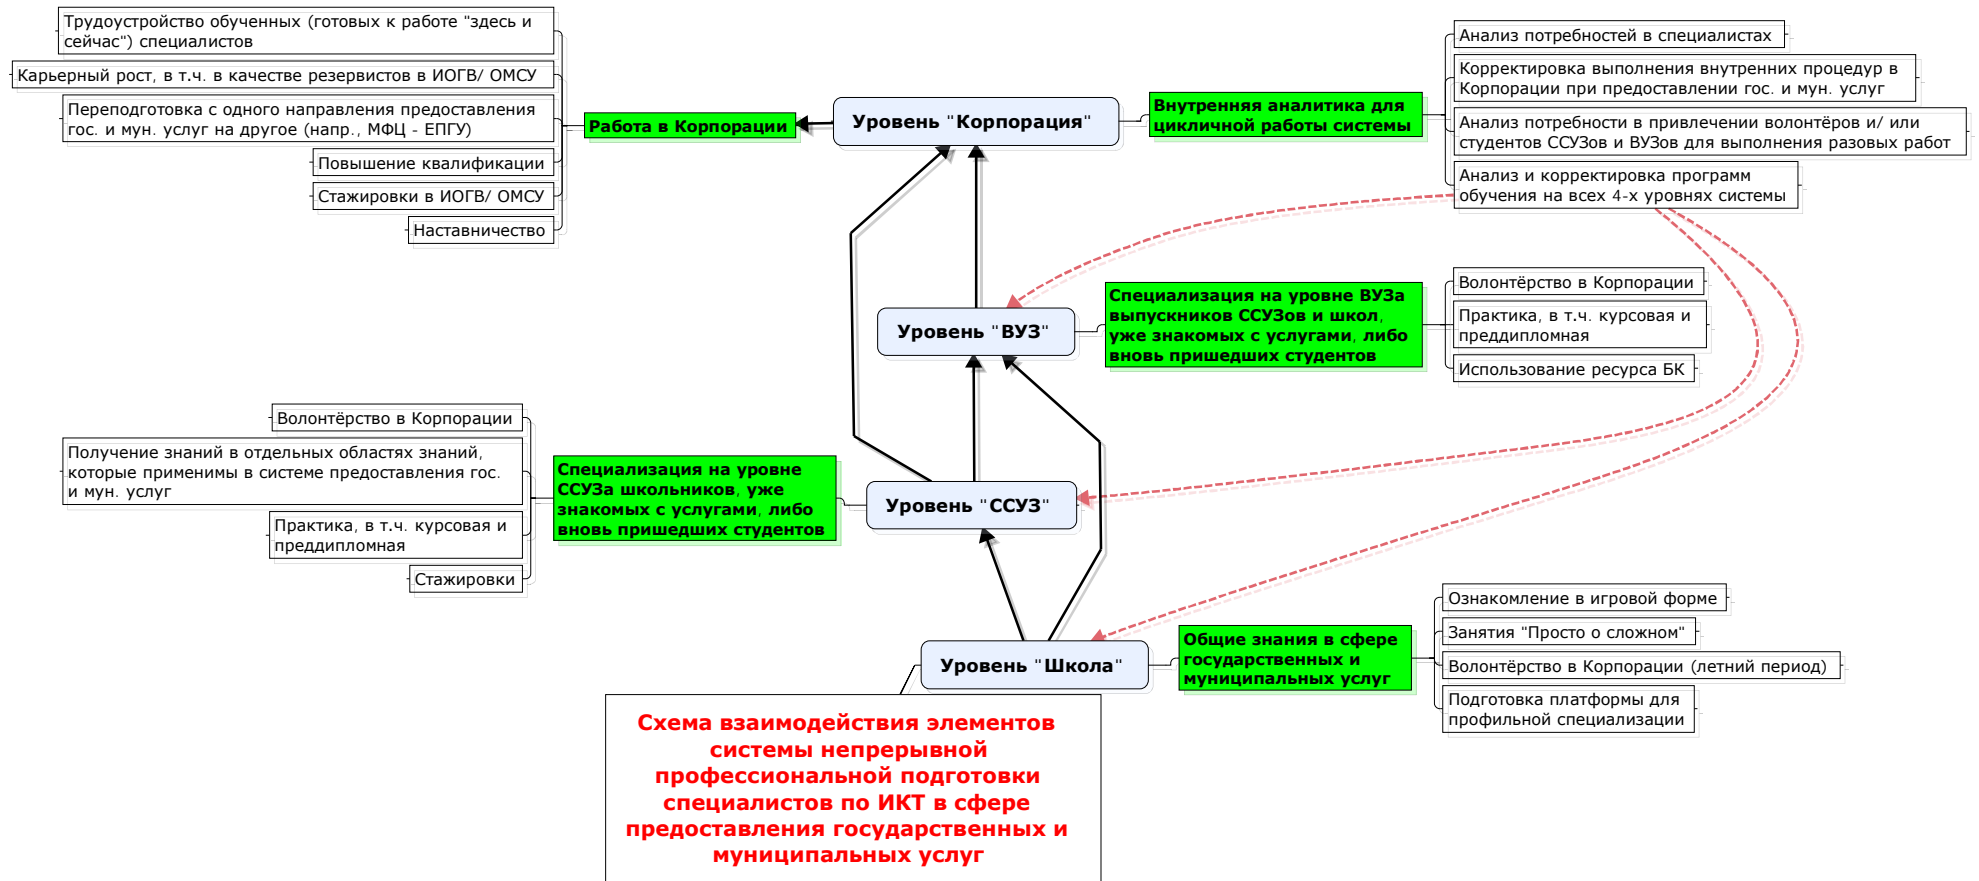 Трудоустройство обученных (готовых к работе "здесь и
сейчас") специалистов
Карьерный рост, в т.ч. в качестве резервистов в ИОГВ/ ОМСУ
Переподготовка с одного направления предоставления
гос. и мун. услуг на другое (напр., МФЦ - ЕПГУ)
Повышение квалификации
Стажировки в ИОГВ/ ОМСУ
Наставничество
Работа в Корпорации
Уровень "Корпорация"
Внутренняя аналитика для
цикличной работы системы
Анализ потребностей в специалистах
Корректировка выполнения внутренних процедур в
Корпорации при предоставлении гос. и мун. услуг
Анализ потребности в привлечении волонтёров и/ или
студентов ССУЗов и ВУЗов для выполнения разовых работ
Анализ и корректировка программ
обучения на всех 4-х уровнях системы
Уровень "ВУЗ"
Специализация на уровне ВУЗа
выпускников ССУЗов и школ,
уже знакомых с услугами, либо
вновь пришедших студентов
Волонтёрство в Корпорации
Практика, в т.ч. курсовая и
преддипломная
Использование ресурса БК
Волонтёрство в Корпорации
Получение знаний в отдельных областях знаний,
которые применимы в системе предоставления гос.
и мун. услуг
Практика, в т.ч. курсовая и
преддипломная
Стажировки
Специализация на уровне
ССУЗа школьников, уже
знакомых с услугами, либо
вновь пришедших студентов
Уровень "ССУЗ"
Уровень "Школа"
Общие знания в сфере
государственных и
муниципальных услуг
Ознакомление в игровой форме
Занятия "Просто о сложном"
Волонтёрство в Корпорации (летний период)
Подготовка платформы для
профильной специализации
Схема взаимодействия элементов
системы непрерывной
профессиональной подготовки
специалистов по ИКТ в сфере
предоставления государственных и
муниципальных услуг